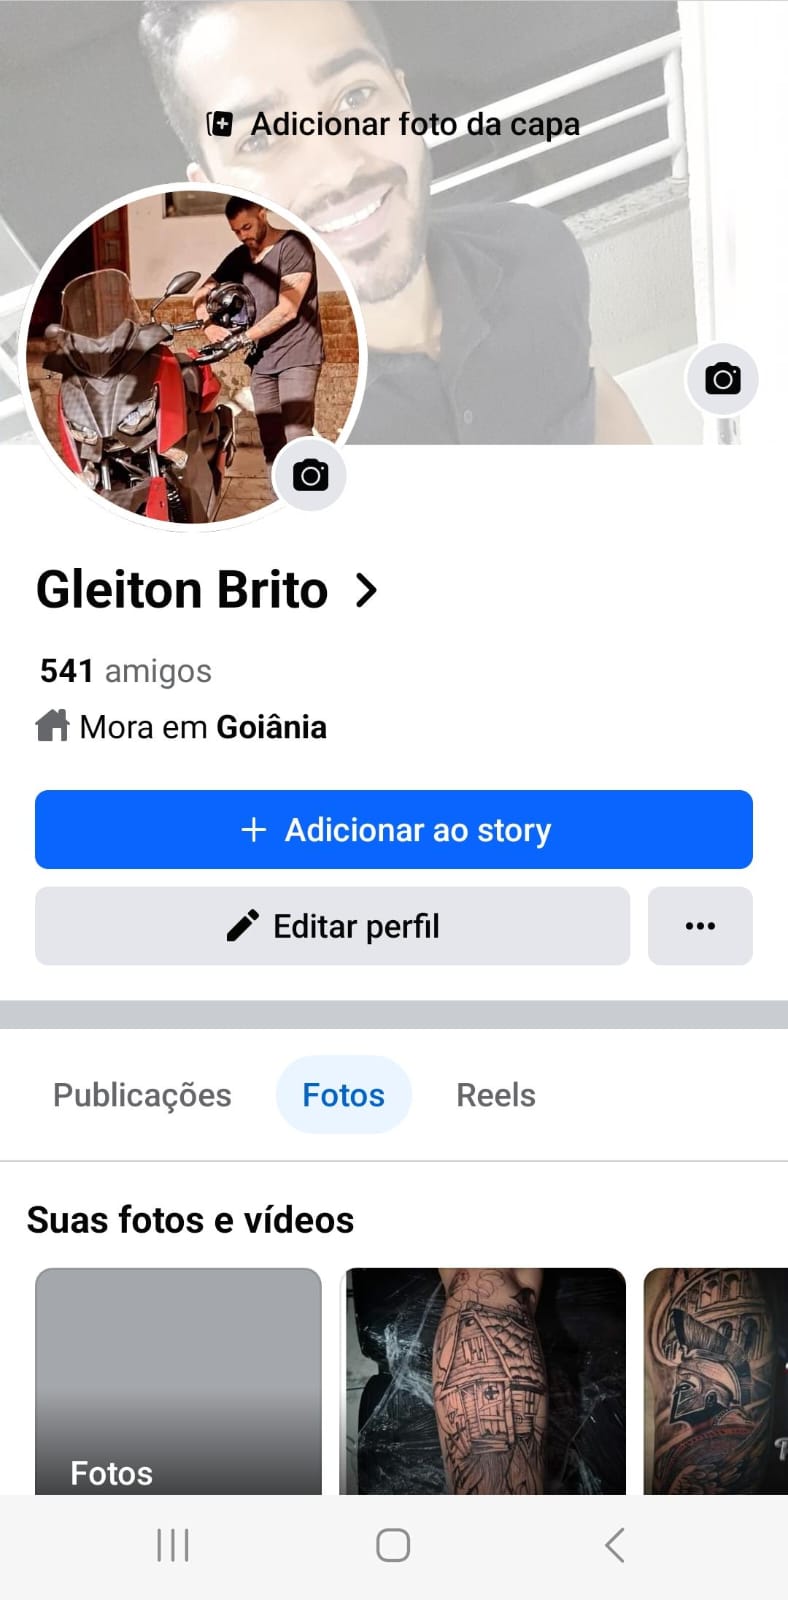 Adicionar foto da capa
Gleiton Brito
541 amigos
Mora em Goiânia
+ Adicionar ao story
Editar perfil
Publicações Fotos Reels
Suas fotos e vídeos
Fotos